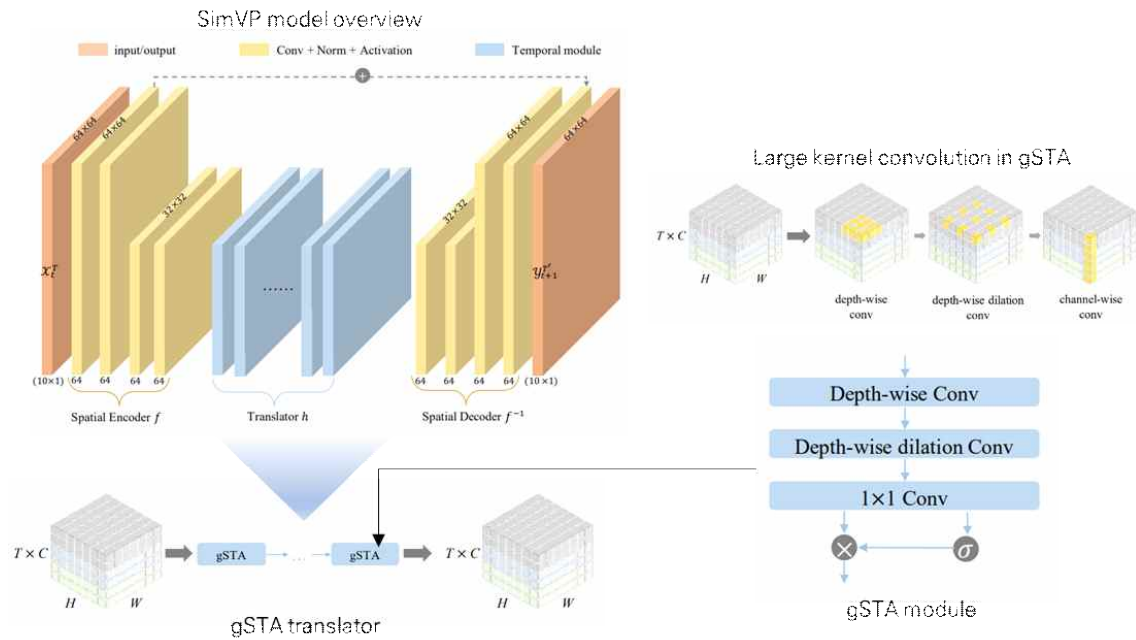 SimVP model overview
input/output
Conv + Norm + Activation
Temporal module
+
64×64
64×64
32×32
32×32
64×64
64×64
......
(10×1)
64
64
64
64
64
64
64
64
(10×1)
Spatial Encoder f
Translator h
Spatial Decoder f⁻¹
Large kernel convolution in gSTA
T × C
H
W
depth-wise
conv
depth-wise dilation
conv
channel-wise
conv
Depth-wise Conv
Depth-wise dilation Conv
1×1 Conv
×
σ
gSTA module
T × C
H
W
gSTA
...
gSTA
T × C
H
W
gSTA translator